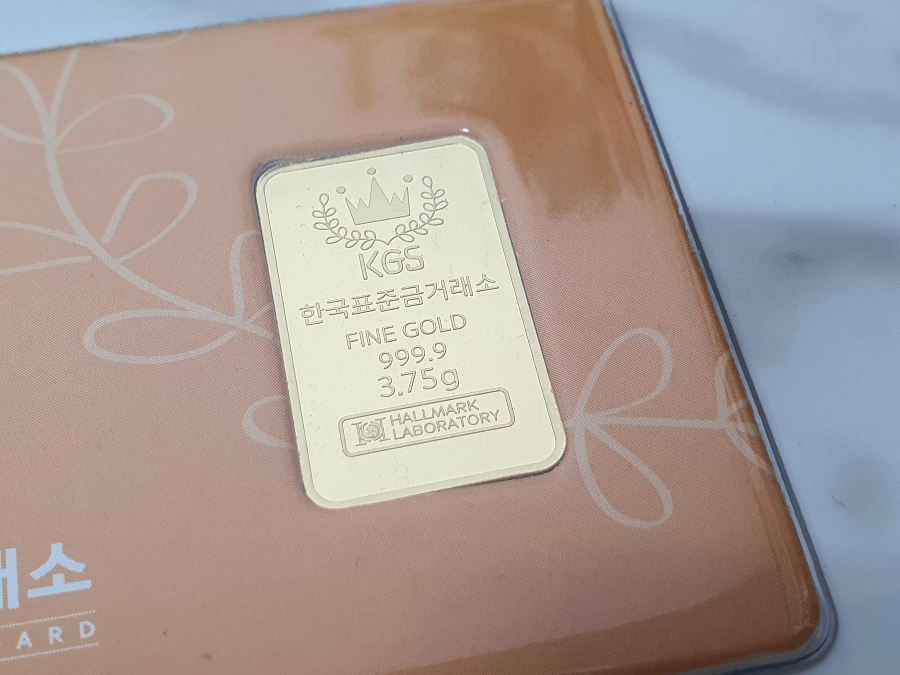 KGS
한국표준금거래소
FINE GOLD
999.9
3.75g
HALLMARK
LABORATORY
래소